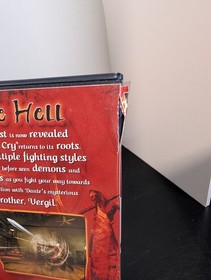 Hell
st is now revealed
Cry® returns to its roots.
ltiple fighting styles
before seen demons and
as you fight your way towards
tion with Dante's mysterious
rother, Vergil.